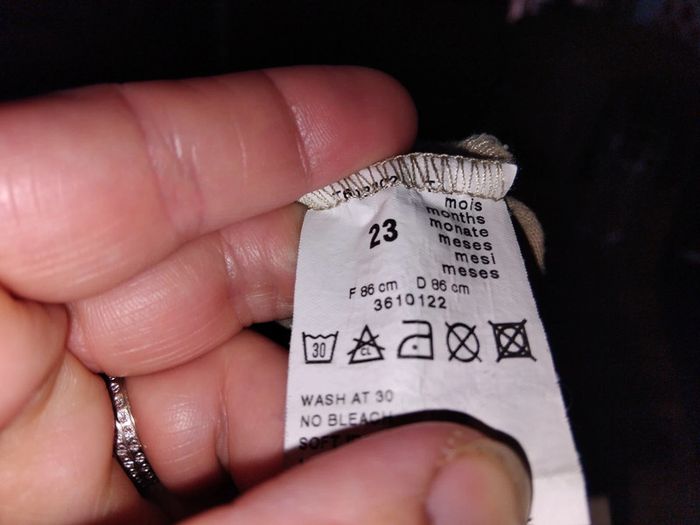 23
mois
months
monate
meses
mesi
meses
F 86 cm D 86 cm
3610122
30
CL
WASH AT 30
NO BLEACH
SOFT